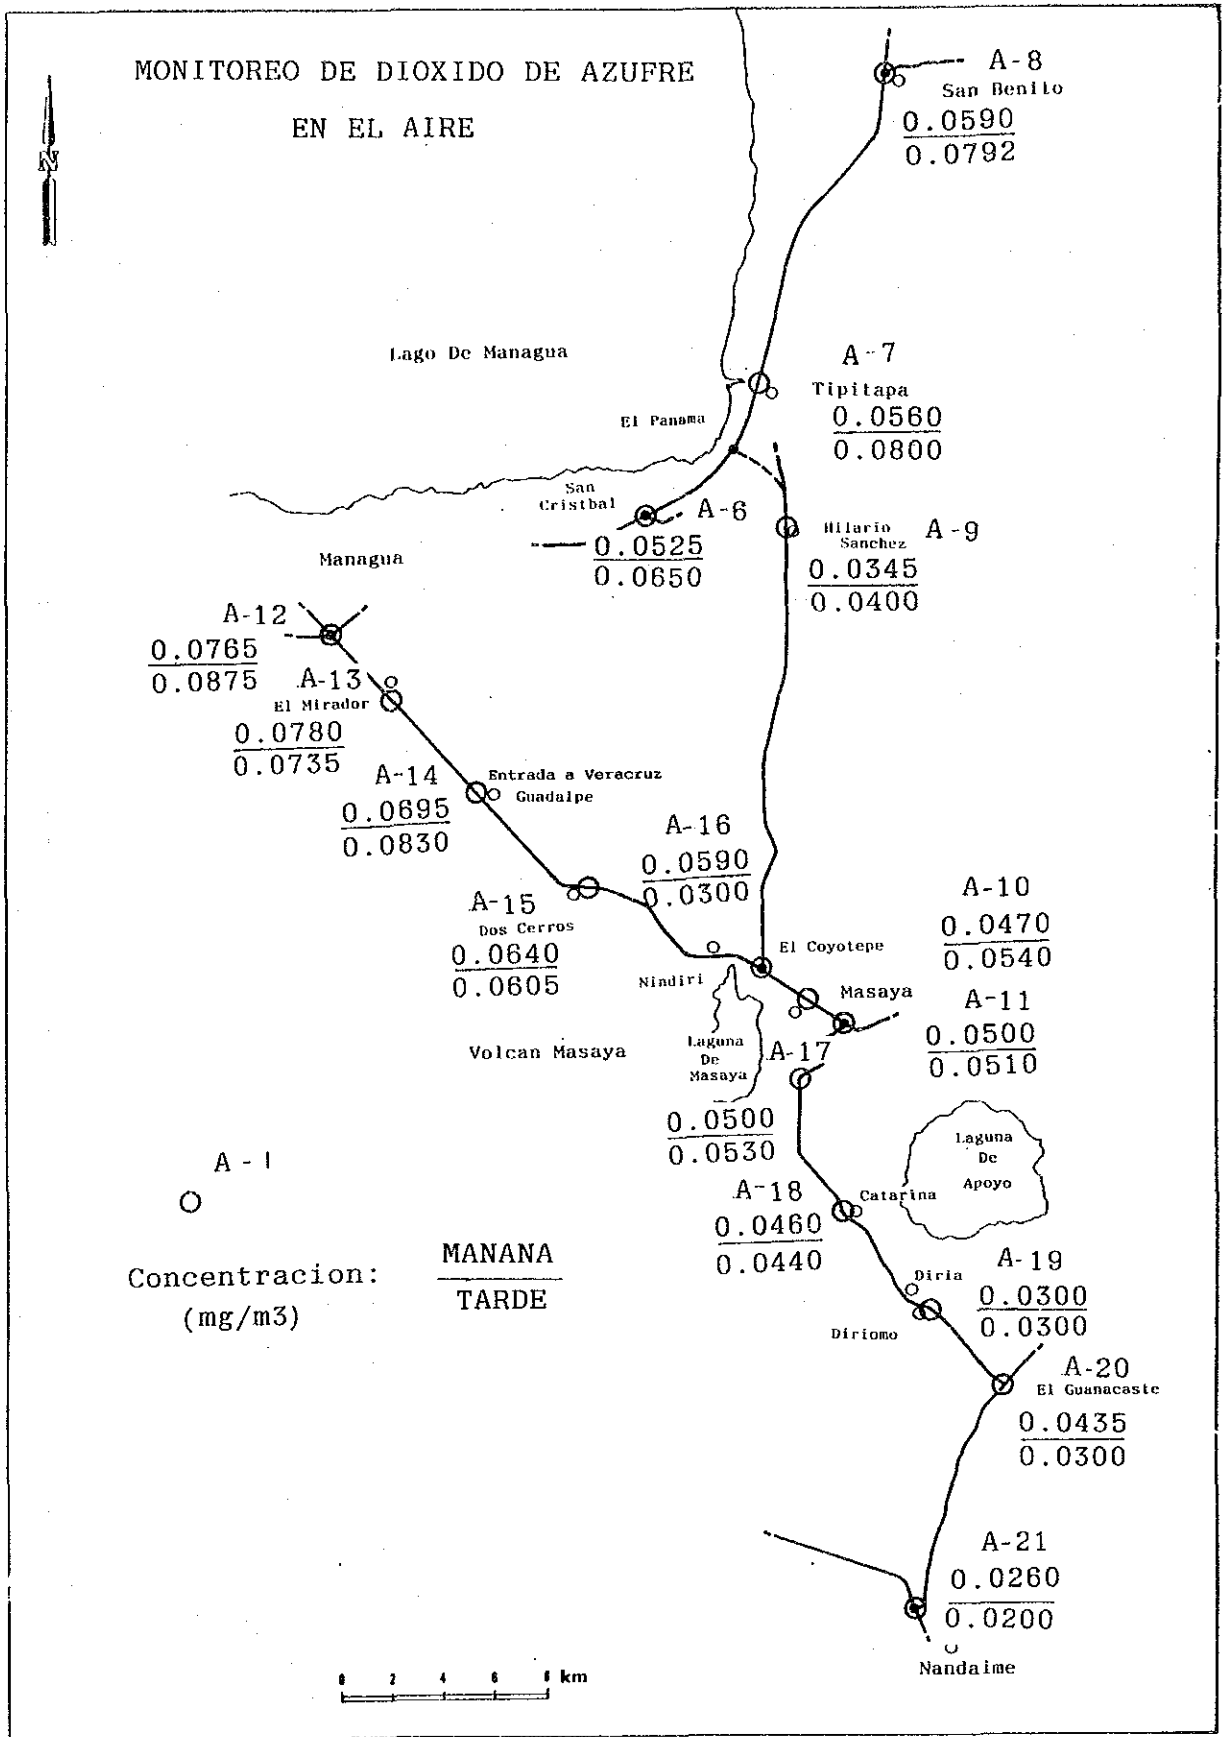 MONITOREO DE DIOXIDO DE AZUFRE
EN EL AIRE
N
A-8
San Benito
0.0590
0.0792
Lago De Managua
A-7
Tipitapa
0.0560
0.0800
El Panama
San
Cristbal
A-6
0.0525
0.0650
Hilario
Sanchez
A-9
0.0345
0.0400
Managua
A-12
0.0765
0.0875
A-13
El Mirador
0.0780
0.0735
A-14
Entrada a Veracruz
Guadalpe
0.0695
0.0830
A-16
0.0590
0.0300
A-15
Dos Cerros
0.0640
0.0605
A-10
0.0470
0.0540
El Coyotepe
Nindiri
Masaya
A-11
0.0500
0.0510
Volcan Masaya
Laguna
De
Masaya
A-17
0.0500
0.0530
Laguna
De
Apoyo
A-18
Catarina
0.0460
0.0440
A-1
Concentracion:
(mg/m3)
MANANA
TARDE
Diria
A-19
0.0300
0.0300
Diriomo
A-20
El Guanacaste
0.0435
0.0300
A-21
0.0260
0.0200
Nandaime
0 2 4 6 8 km